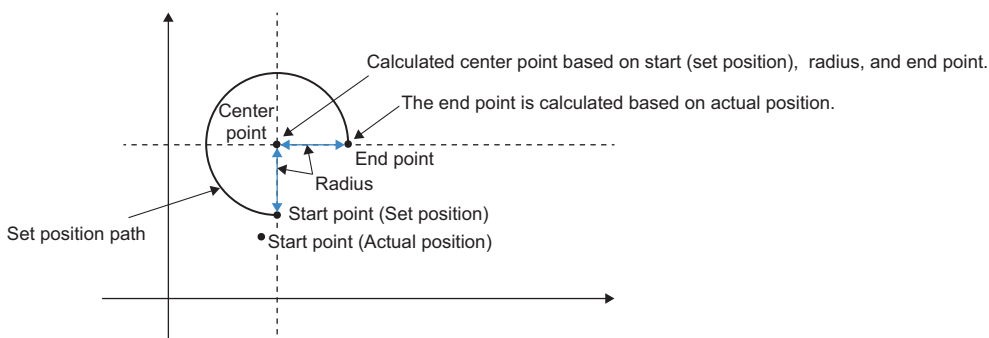 Calculated center point based on start (set position), radius, and end point.
The end point is calculated based on actual position.
Center
point
End point
Radius
Start point (Set position)
Set position path
Start point (Actual position)